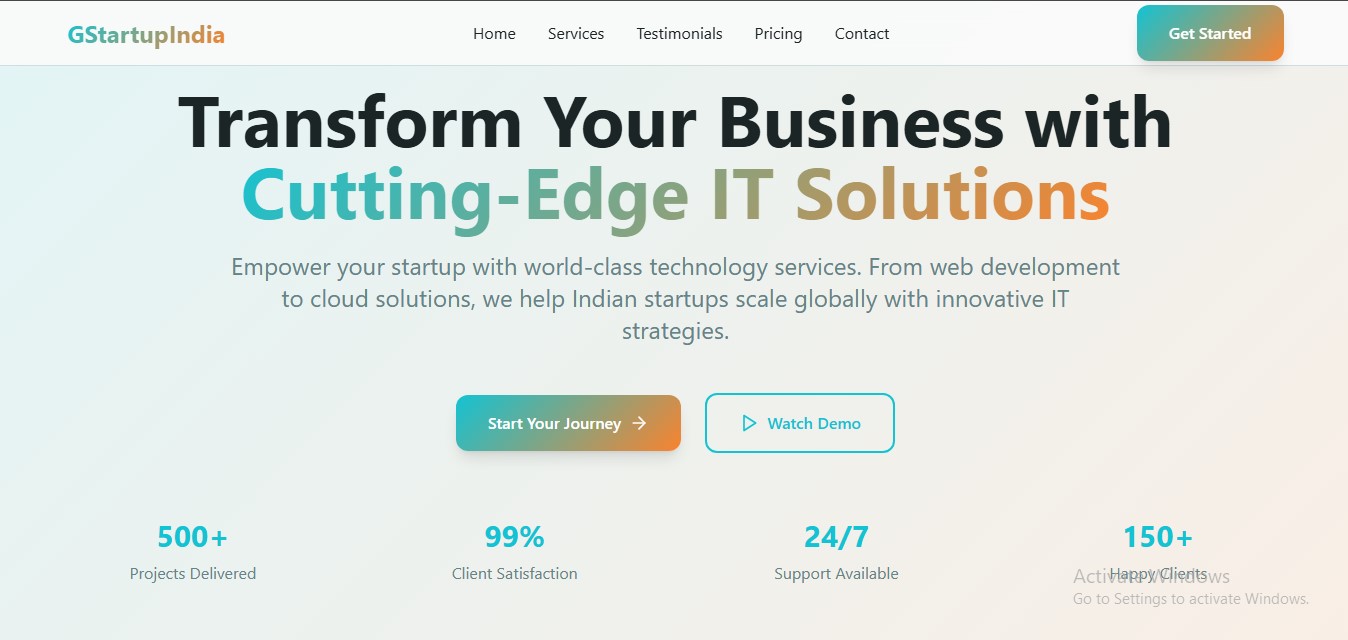 GStartupIndia
Home Services Testimonials Pricing Contact
Get Started
Transform Your Business with
Cutting-Edge IT Solutions
Empower your startup with world-class technology services. From web development
to cloud solutions, we help Indian startups scale globally with innovative IT
strategies.
Start Your Journey
Watch Demo
500+
Projects Delivered
99%
Client Satisfaction
24/7
Support Available
150+
Happy Clients
Activate Windows
Go to Settings to activate Windows.